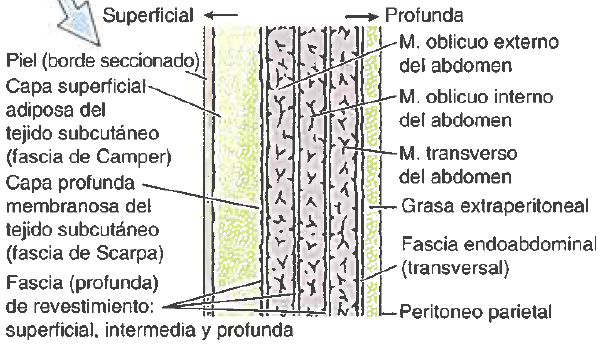 Superficial
Profunda
Piel (borde seccionado)
Capa superficial
adiposa del
tejido subcutáneo
(fascia de Camper)
Capa profunda
membranosa del
tejido subcutáneo
(fascia de Scarpa)
Fascia (profunda)
de revestimiento:
superficial, intermedia y profunda
M. oblicuo externo
del abdomen
M. oblicuo interno
del abdomen
M. transverso
del abdomen
Grasa extraperitoneal
Fascia endoabdominal
(transversal)
Peritoneo parietal